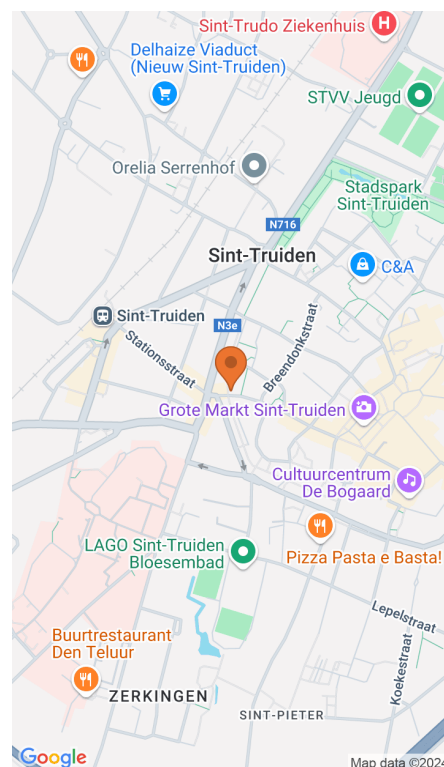 Sint-Trudo Ziekenhuis
H
Delhaize Viaduct
(Nieuw Sint-Truiden)
STVV Jeugd
Orelia Serrenhof
Stadspark
Sint-Truiden
N716
Sint-Truiden
C&A
Sint-Truiden
N3e
Stationsstraat
Breendonkstraat
Grote Markt Sint-Truiden
Cultuurcentrum
De Bogaard
LAGO Sint-Truiden
Bloesembad
Pizza Pasta e Basta!
Lepelstraat
Koekestraat
Buurtrestaurant
Den Teluur
ZERKINGEN
SINT-PIETER
Google
Map data ©2024